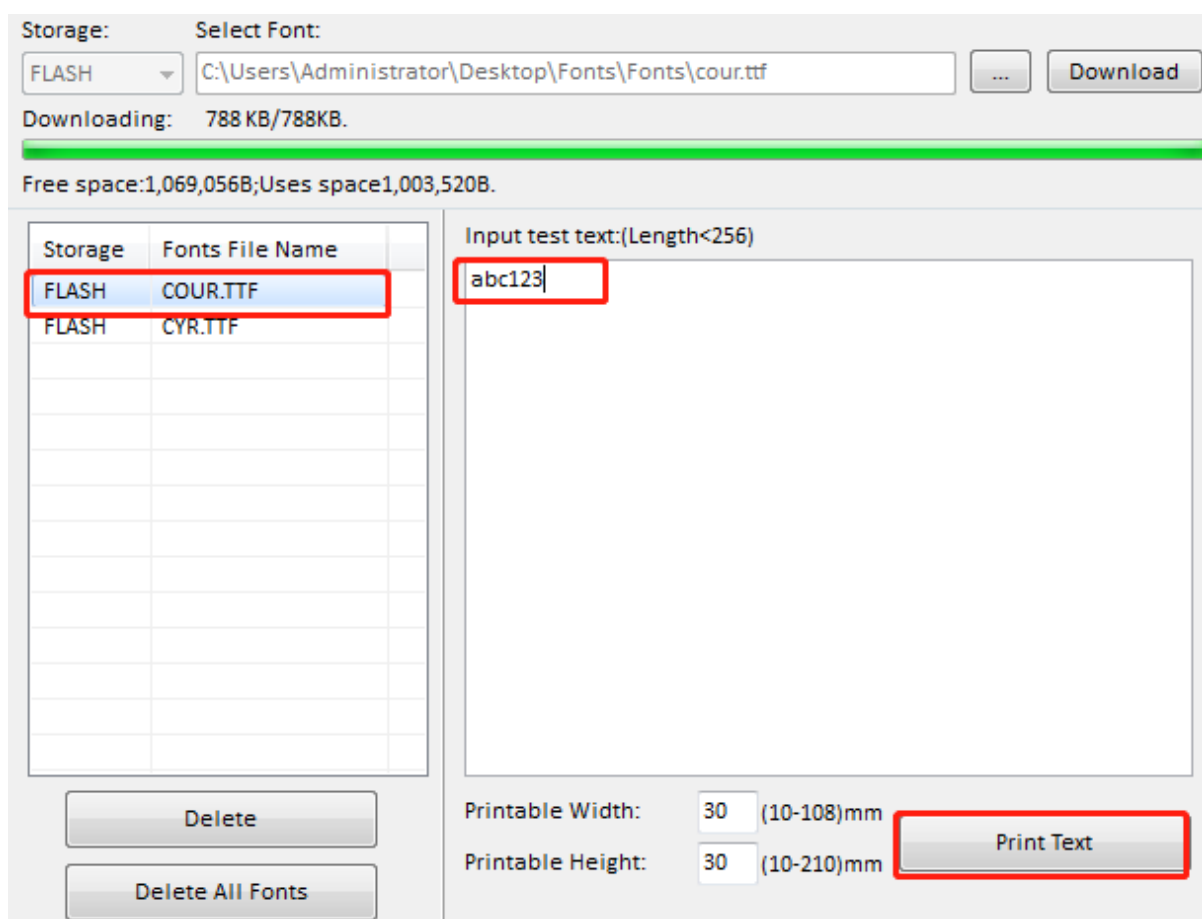 Storage: Select Font:
FLASH C:\Users\Administrator\Desktop\Fonts\Fonts\cour.ttf ... Download
Downloading: 788 KB/788KB.
Free space:1,069,056B;Uses space1,003,520B.
Storage Fonts File Name
FLASH COUR.TTF
FLASH CYR.TTF
Delete
Delete All Fonts
Input test text:(Length<256)
abc123
Printable Width: 30 (10-108)mm
Printable Height: 30 (10-210)mm
Print Text